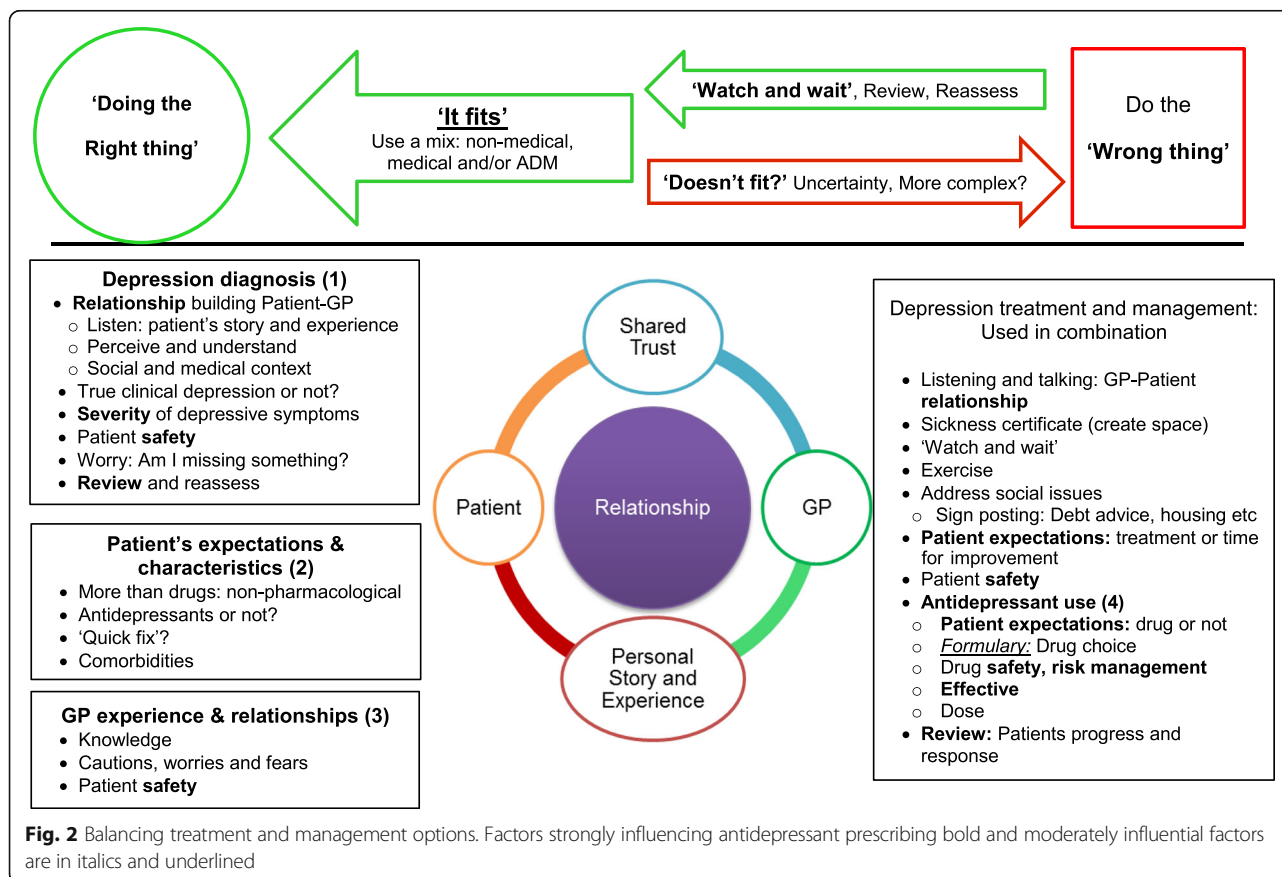 ‘Doing the
Right thing’
‘It fits’
Use a mix: non-medical,
medical and/or ADM
‘Watch and wait’, Review, Reassess
‘Doesn’t fit?’ Uncertainty, More complex?
Do the
‘Wrong thing’
Depression diagnosis (1)
• Relationship building Patient-GP
○ Listen: patient’s story and experience
○ Perceive and understand
○ Social and medical context
• True clinical depression or not?
• Severity of depressive symptoms
• Patient safety
• Worry: Am I missing something?
• Review and reassess
Patient’s expectations &
characteristics (2)
• More than drugs: non-pharmacological
• Antidepressants or not?
• ‘Quick fix’?
• Comorbidities
GP experience & relationships (3)
• Knowledge
• Cautions, worries and fears
• Patient safety
Shared
Trust
Patient
Relationship
GP
Personal
Story and
Experience
Depression treatment and management:
Used in combination
• Listening and talking: GP-Patient
relationship
• Sickness certificate (create space)
• ‘Watch and wait’
• Exercise
• Address social issues
○ Sign posting: Debt advice, housing etc
• Patient expectations: treatment or time
for improvement
• Patient safety
• Antidepressant use (4)
○ Patient expectations: drug or not
○ Formulary: Drug choice
○ Drug safety, risk management
○ Effective
○ Dose
• Review: Patients progress and
response
Fig. 2 Balancing treatment and management options. Factors strongly influencing antidepressant prescribing bold and moderately influential factors
are in italics and underlined